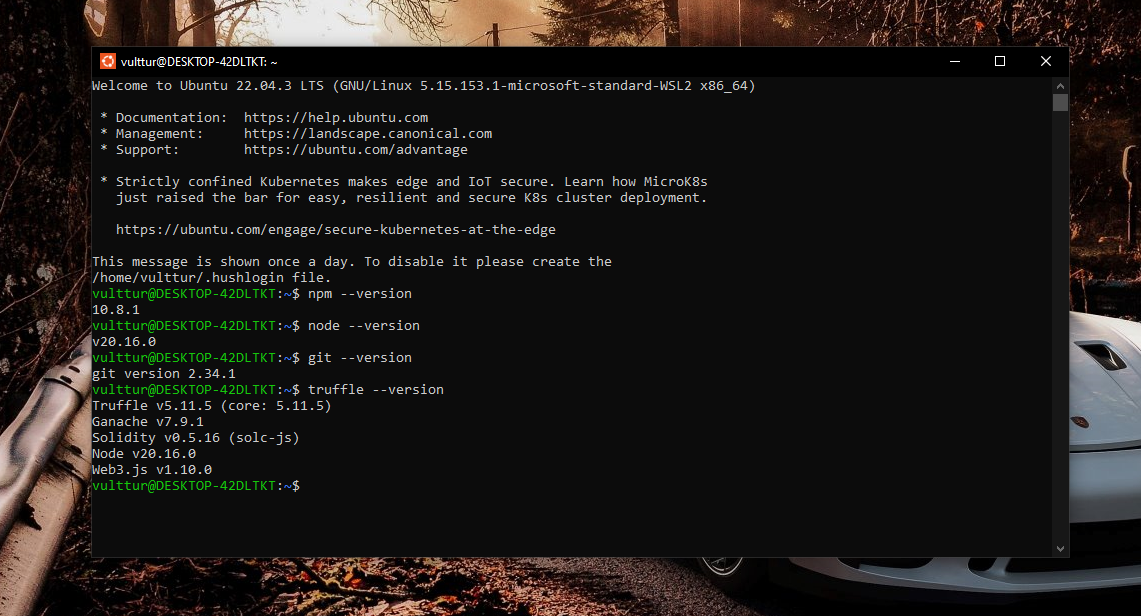 vulttur@DESKTOP-42DLTKT: ~
Welcome to Ubuntu 22.04.3 LTS (GNU/Linux 5.15.153.1-microsoft-standard-WSL2 x86_64)
* Documentation:  https://help.ubuntu.com
* Management:     https://landscape.canonical.com
* Support:        https://ubuntu.com/advantage
* Strictly confined Kubernetes makes edge and IoT secure. Learn how MicroK8s
just raised the bar for easy, resilient and secure K8s cluster deployment.
https://ubuntu.com/engage/secure-kubernetes-at-the-edge
This message is shown once a day. To disable it please create the
/home/vulttur/.hushlogin file.
vulttur@DESKTOP-42DLTKT:~$ npm --version
10.8.1
vulttur@DESKTOP-42DLTKT:~$ node --version
v20.16.0
vulttur@DESKTOP-42DLTKT:~$ git --version
git version 2.34.1
vulttur@DESKTOP-42DLTKT:~$ truffle --version
Truffle v5.11.5 (core: 5.11.5)
Ganache v7.9.1
Solidity v0.5.16 (solc-js)
Node v20.16.0
Web3.js v1.10.0
vulttur@DESKTOP-42DLTKT:~$